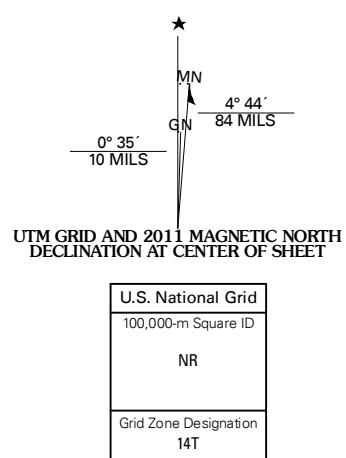 ★
MN
4° 44´
84 MILS
GN
0° 35´
10 MILS
UTM GRID AND 2011 MAGNETIC NORTH
DECLINATION AT CENTER OF SHEET
U.S. National Grid
100,000-m Square ID
NR
Grid Zone Designation
14T